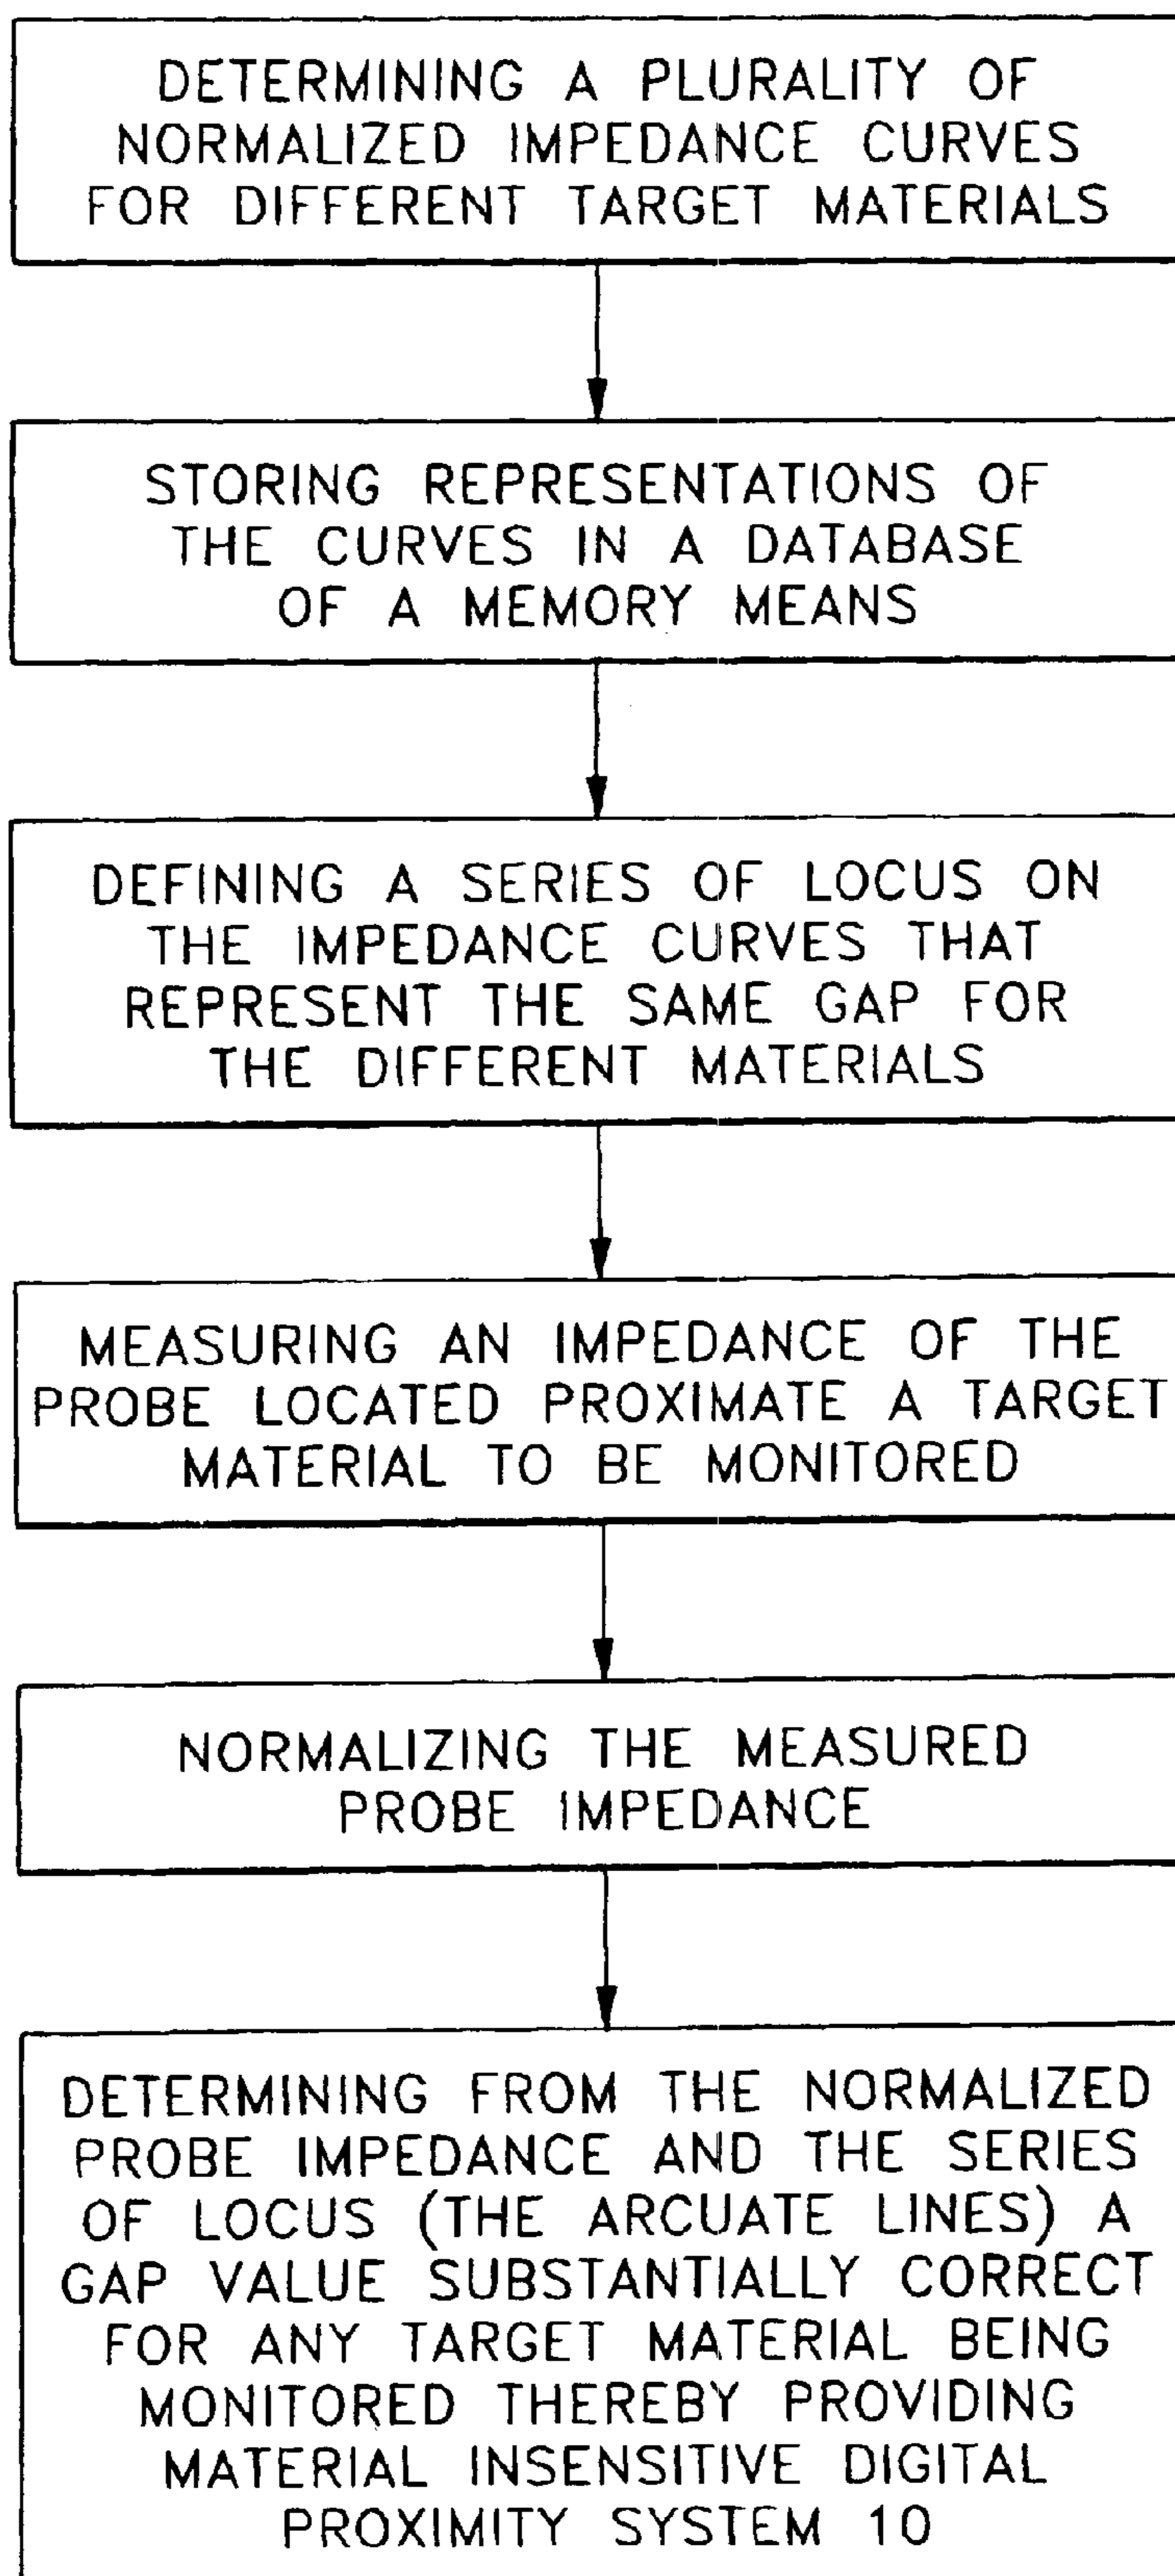 DETERMINING A PLURALITY OF
NORMALIZED IMPEDANCE CURVES
FOR DIFFERENT TARGET MATERIALS
STORING REPRESENTATIONS OF
THE CURVES IN A DATABASE
OF A MEMORY MEANS
DEFINING A SERIES OF LOCUS ON
THE IMPEDANCE CURVES THAT
REPRESENT THE SAME GAP FOR
THE DIFFERENT MATERIALS
MEASURING AN IMPEDANCE OF THE
PROBE LOCATED PROXIMATE A TARGET
MATERIAL TO BE MONITORED
NORMALIZING THE MEASURED
PROBE IMPEDANCE
DETERMINING FROM THE NORMALIZED
PROBE IMPEDANCE AND THE SERIES
OF LOCUS (THE ARCUATE LINES) A
GAP VALUE SUBSTANTIALLY CORRECT
FOR ANY TARGET MATERIAL BEING
MONITORED THEREBY PROVIDING
MATERIAL INSENSITIVE DIGITAL
PROXIMITY SYSTEM 10